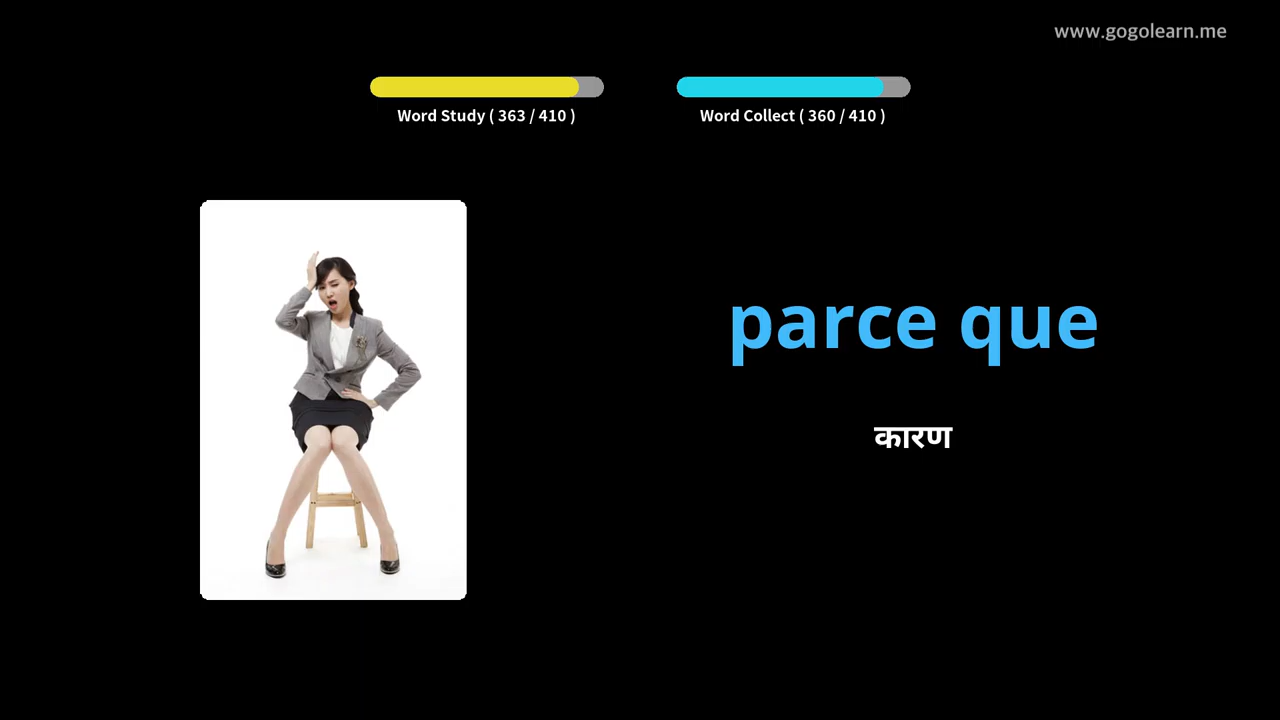 www.gogolearn.me
Word Study ( 363 / 410 )
Word Collect ( 360 / 410 )
parce que
कारण